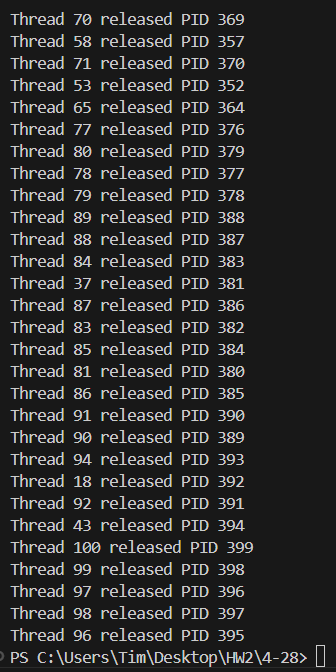 Thread 70 released PID 369
Thread 58 released PID 357
Thread 71 released PID 370
Thread 53 released PID 352
Thread 65 released PID 364
Thread 77 released PID 376
Thread 80 released PID 379
Thread 78 released PID 377
Thread 79 released PID 378
Thread 89 released PID 388
Thread 88 released PID 387
Thread 84 released PID 383
Thread 37 released PID 381
Thread 87 released PID 386
Thread 83 released PID 382
Thread 85 released PID 384
Thread 81 released PID 380
Thread 86 released PID 385
Thread 91 released PID 390
Thread 90 released PID 389
Thread 94 released PID 393
Thread 18 released PID 392
Thread 92 released PID 391
Thread 43 released PID 394
Thread 100 released PID 399
Thread 99 released PID 398
Thread 97 released PID 396
Thread 98 released PID 397
Thread 96 released PID 395
PS C:\Users\Tim\Desktop\HW2\4-28>